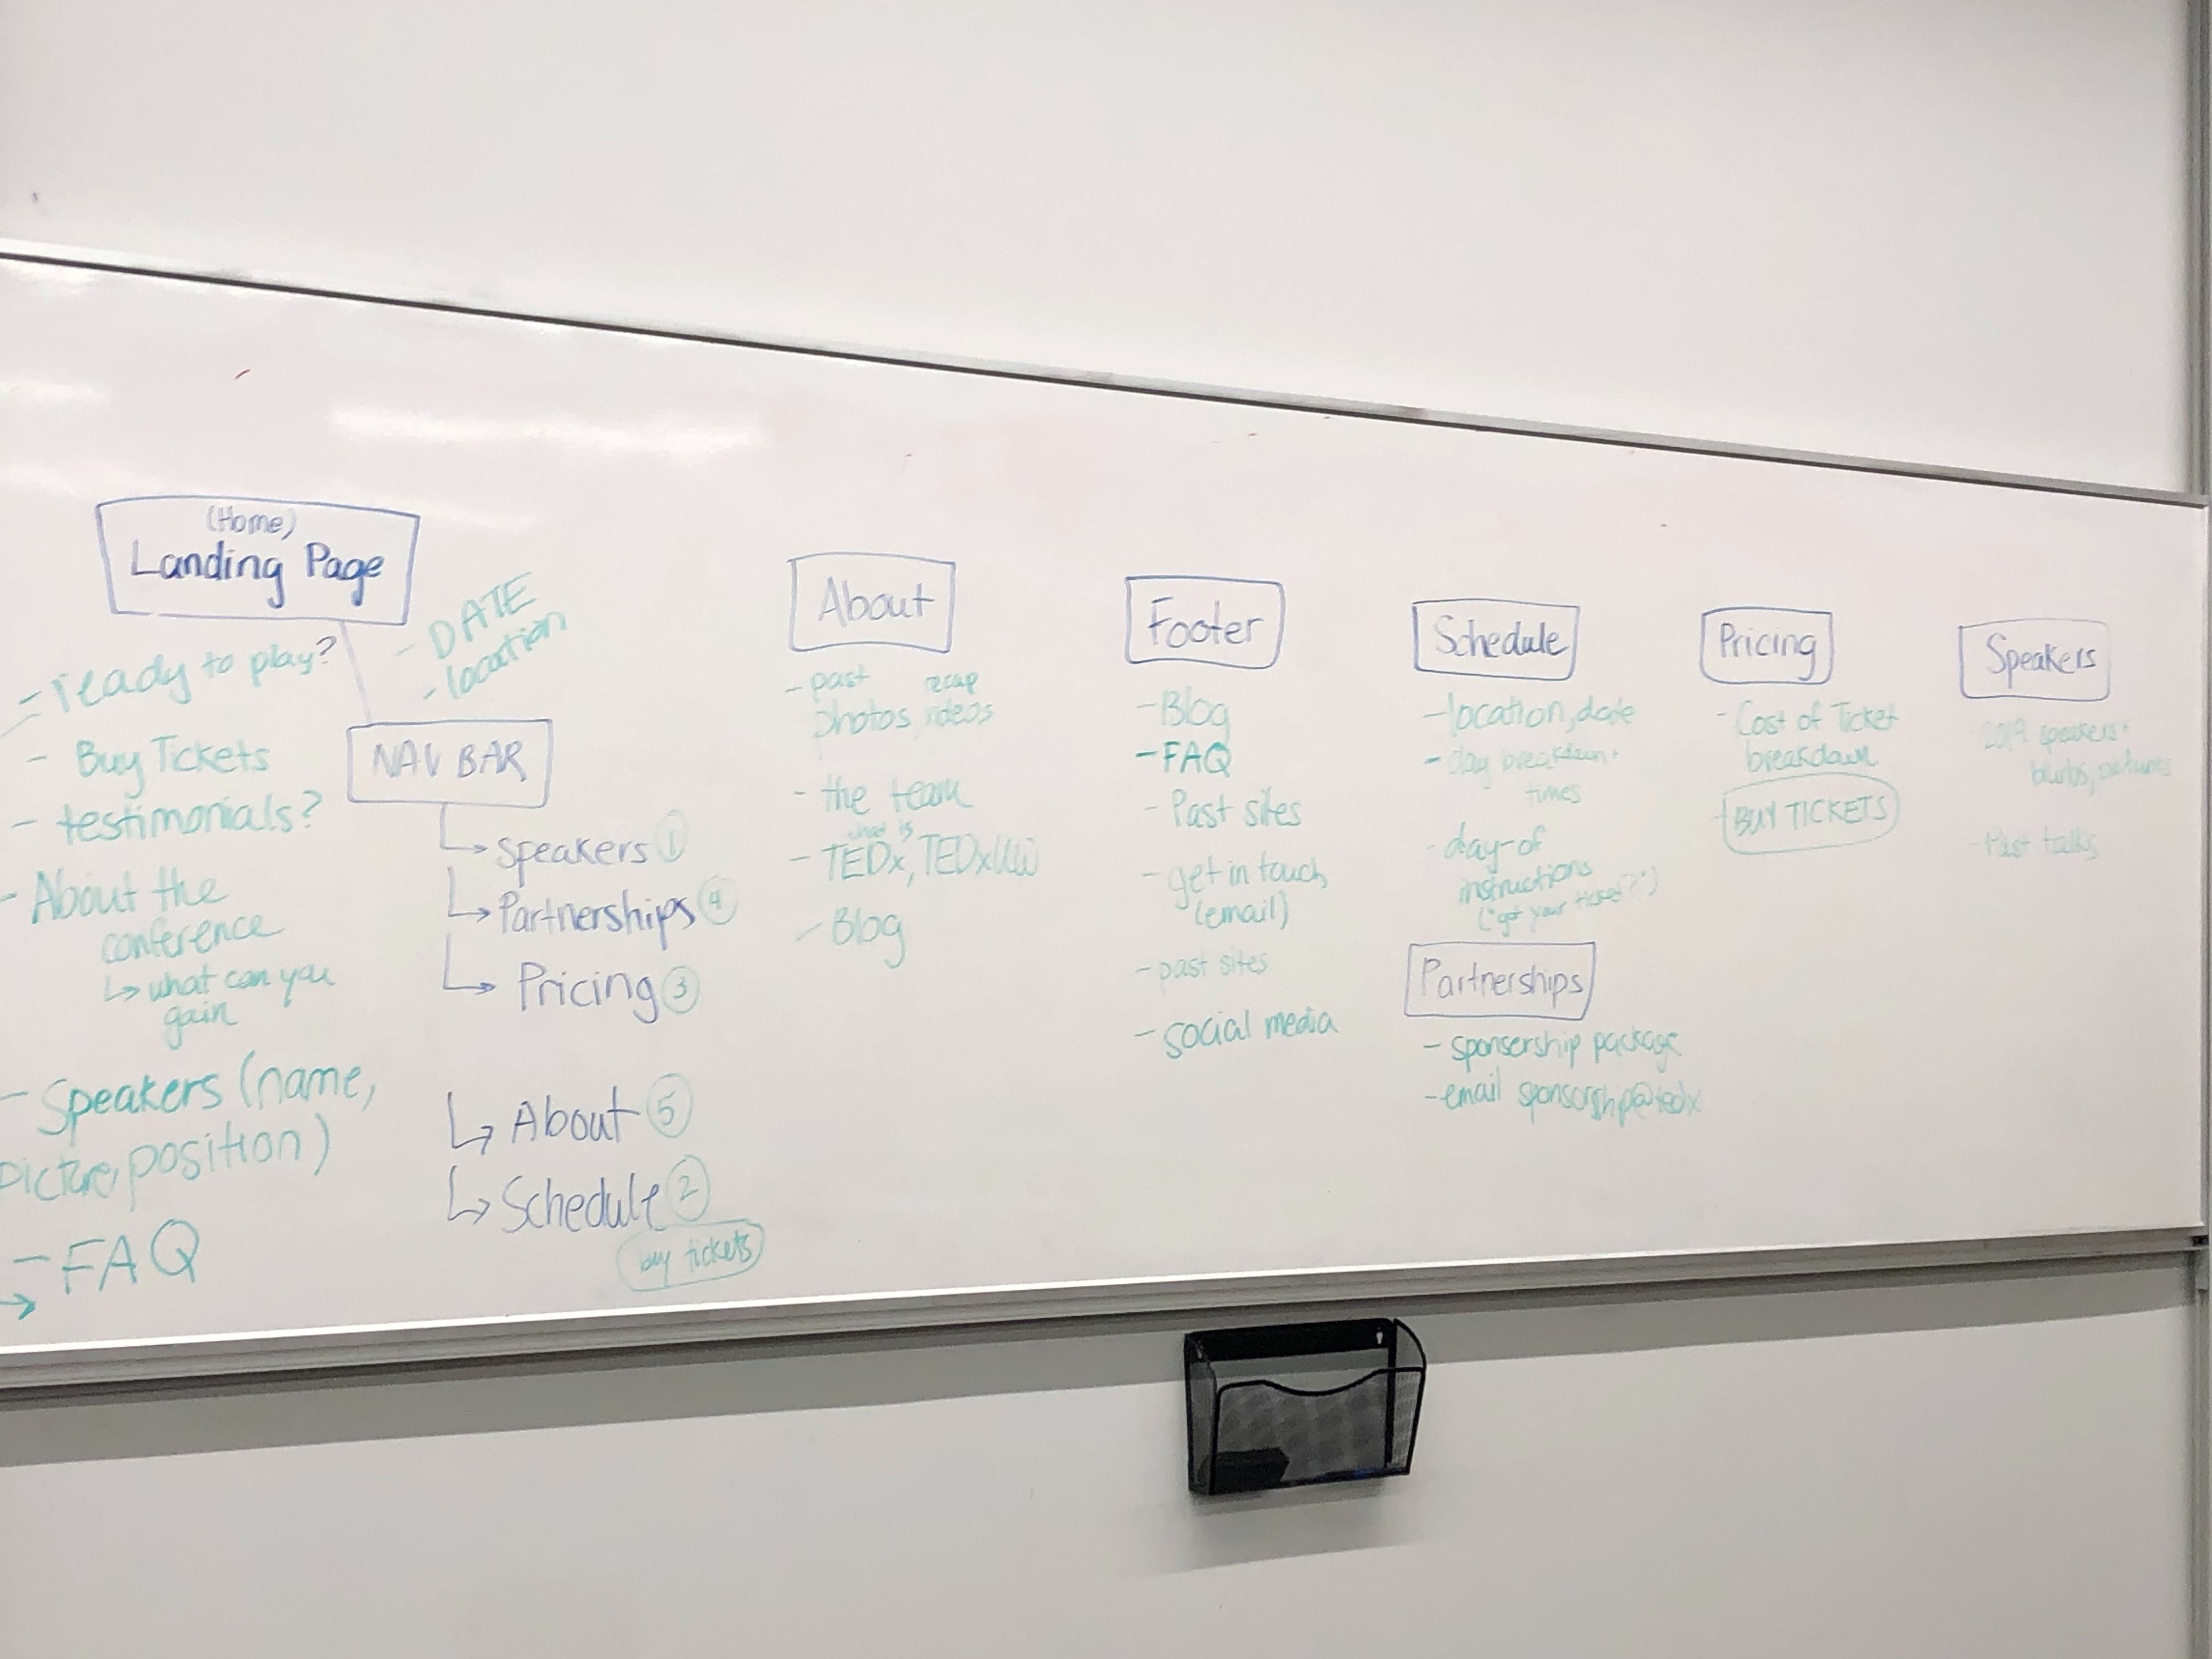 (Home)
Landing Page
- ready to play?
- DATE
- location
- Buy Tickets
- testimonials?
- About the
conference
↳ what can you
gain
- Speakers (name,
picture, position)
- FAQ
→
NAV BAR
↳ Speakers ①
↳ Partnerships ④
↳ Pricing ③
↳ About ⑤
↳ Schedule ②
buy tickets
About
- past recap
photos, videos
- the team
what is
- TEDx, TEDxUW
- Blog
Footer
- Blog
- FAQ
- Past sites
- get in touch
(email)
- past sites
- social media
Schedule
- location, date
- day breakdown +
times
- day-of
instructions
("got your ticket?")
Partnerships
- sponsership package
- email sponsorship@tedx
Pricing
- Cost of Ticket
breakdown
- BUY TICKETS
Speakers
- 2019 speakers +
blurbs, pictures
- Past talks